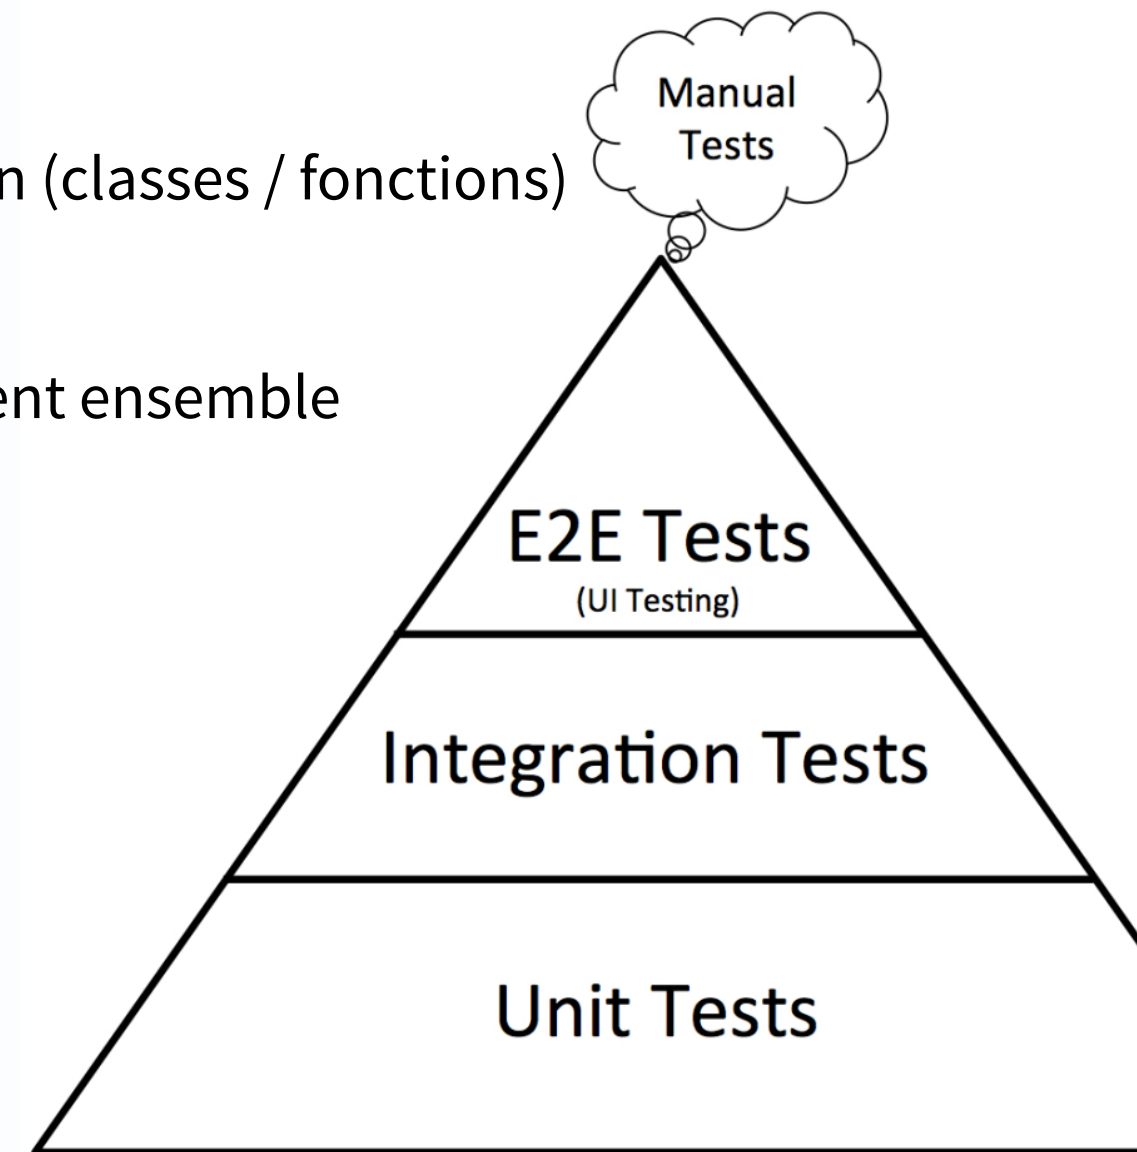 Manual
Tests
n (classes / fonctions)
ent ensemble
E2E Tests
(UI Testing)
Integration Tests
Unit Tests